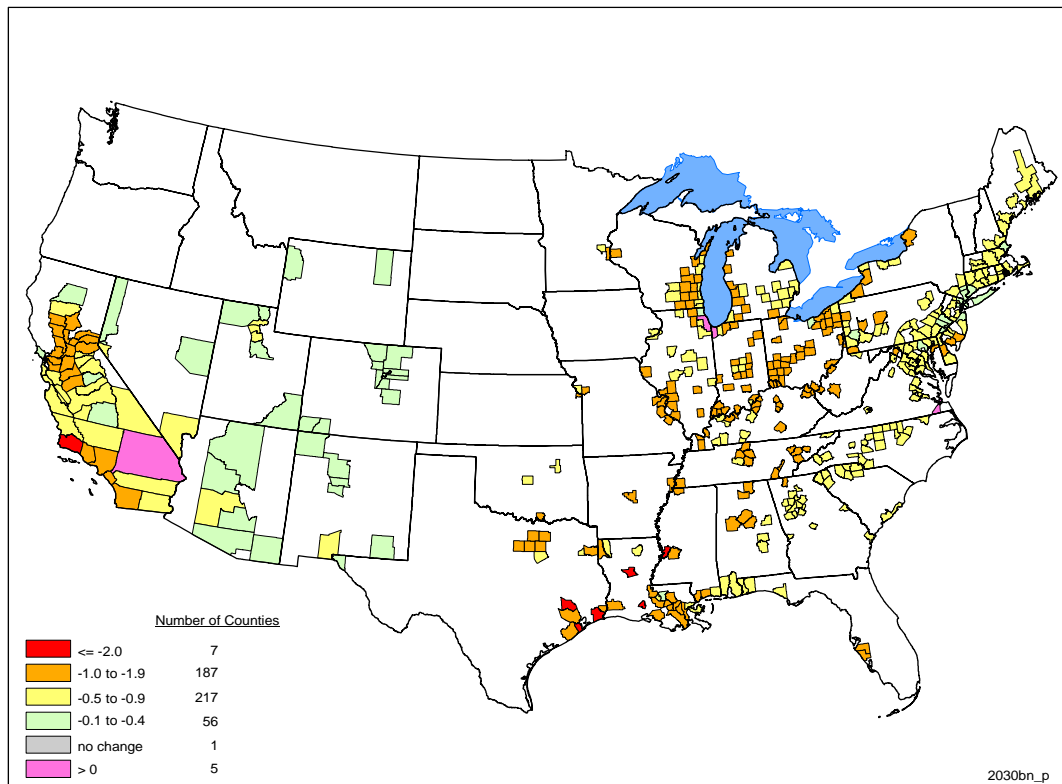 Number of Counties
<= -2.0 7
-1.0 to -1.9 187
-0.5 to -0.9 217
-0.1 to -0.4 56
no change 1
> 0 5
2030bn_p